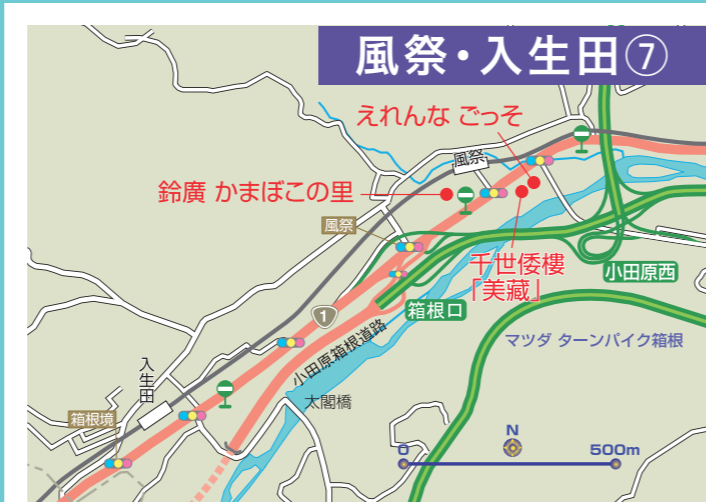 風祭・入生田⑦
えれんな ごっそ
風祭
鈴廣 かまぼこの里
風祭
千世倭樓
「美藏」
小田原西
箱根口
1
マツダ ターンパイク箱根
小田原箱根道路
入生田
太閤橋
箱根境
N
0
500m